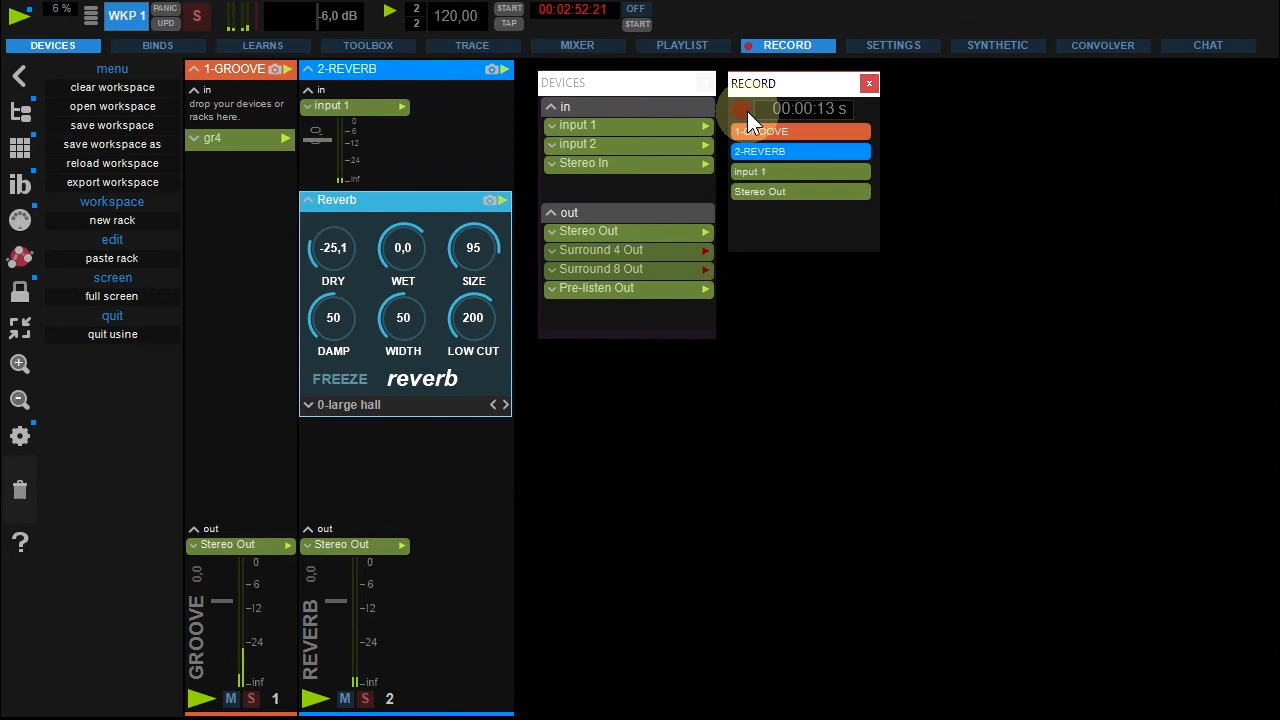 6 %
WKP 1
PANIC
UPD
S
-6,0 dB
2
2
120,00
START
TAP
00:02:52:21
OFF
START
DEVICES
BINDS
LEARNS
TOOLBOX
TRACE
MIXER
PLAYLIST
RECORD
SETTINGS
SYNTHETIC
CONVOLVER
CHAT
menu
clear workspace
open workspace
save workspace
save workspace as
reload workspace
export workspace
workspace
new rack
edit
paste rack
screen
full screen
quit
quit usine
ib
?
1-GROOVE
in
drop your devices or
racks here.
gr4
out
Stereo Out
0,0
0
-6
-12
-24
-inf
GROOVE
M
S
1
2-REVERB
in
input 1
0
-6
-12
-24
-inf
Reverb
-25,1
0,0
95
DRY
WET
SIZE
50
50
200
DAMP
WIDTH
LOW CUT
FREEZE
reverb
0-large hall
out
Stereo Out
0,0
0
-6
-12
-24
-inf
REVERB
M
S
2
DEVICES
in
input 1
input 2
Stereo In
out
Stereo Out
Surround 4 Out
Surround 8 Out
Pre-listen Out
RECORD
x
00:00:13 s
1-GROOVE
2-REVERB
input 1
Stereo Out